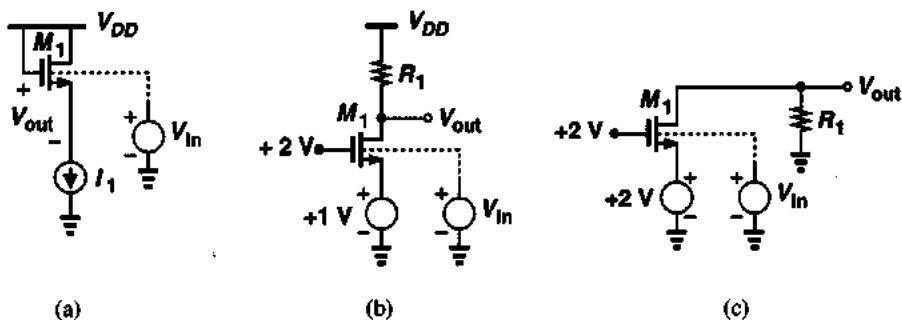 V_DD
M_1
+
V_out
−
+
V_In
−
I_1
(a)
V_DD
R_1
M_1
V_out
+ 2 V
+
+1 V
−
+
V_In
−
(b)
M_1
+2 V
V_out
R_1
+
+2 V
−
+
V_In
−
(c)